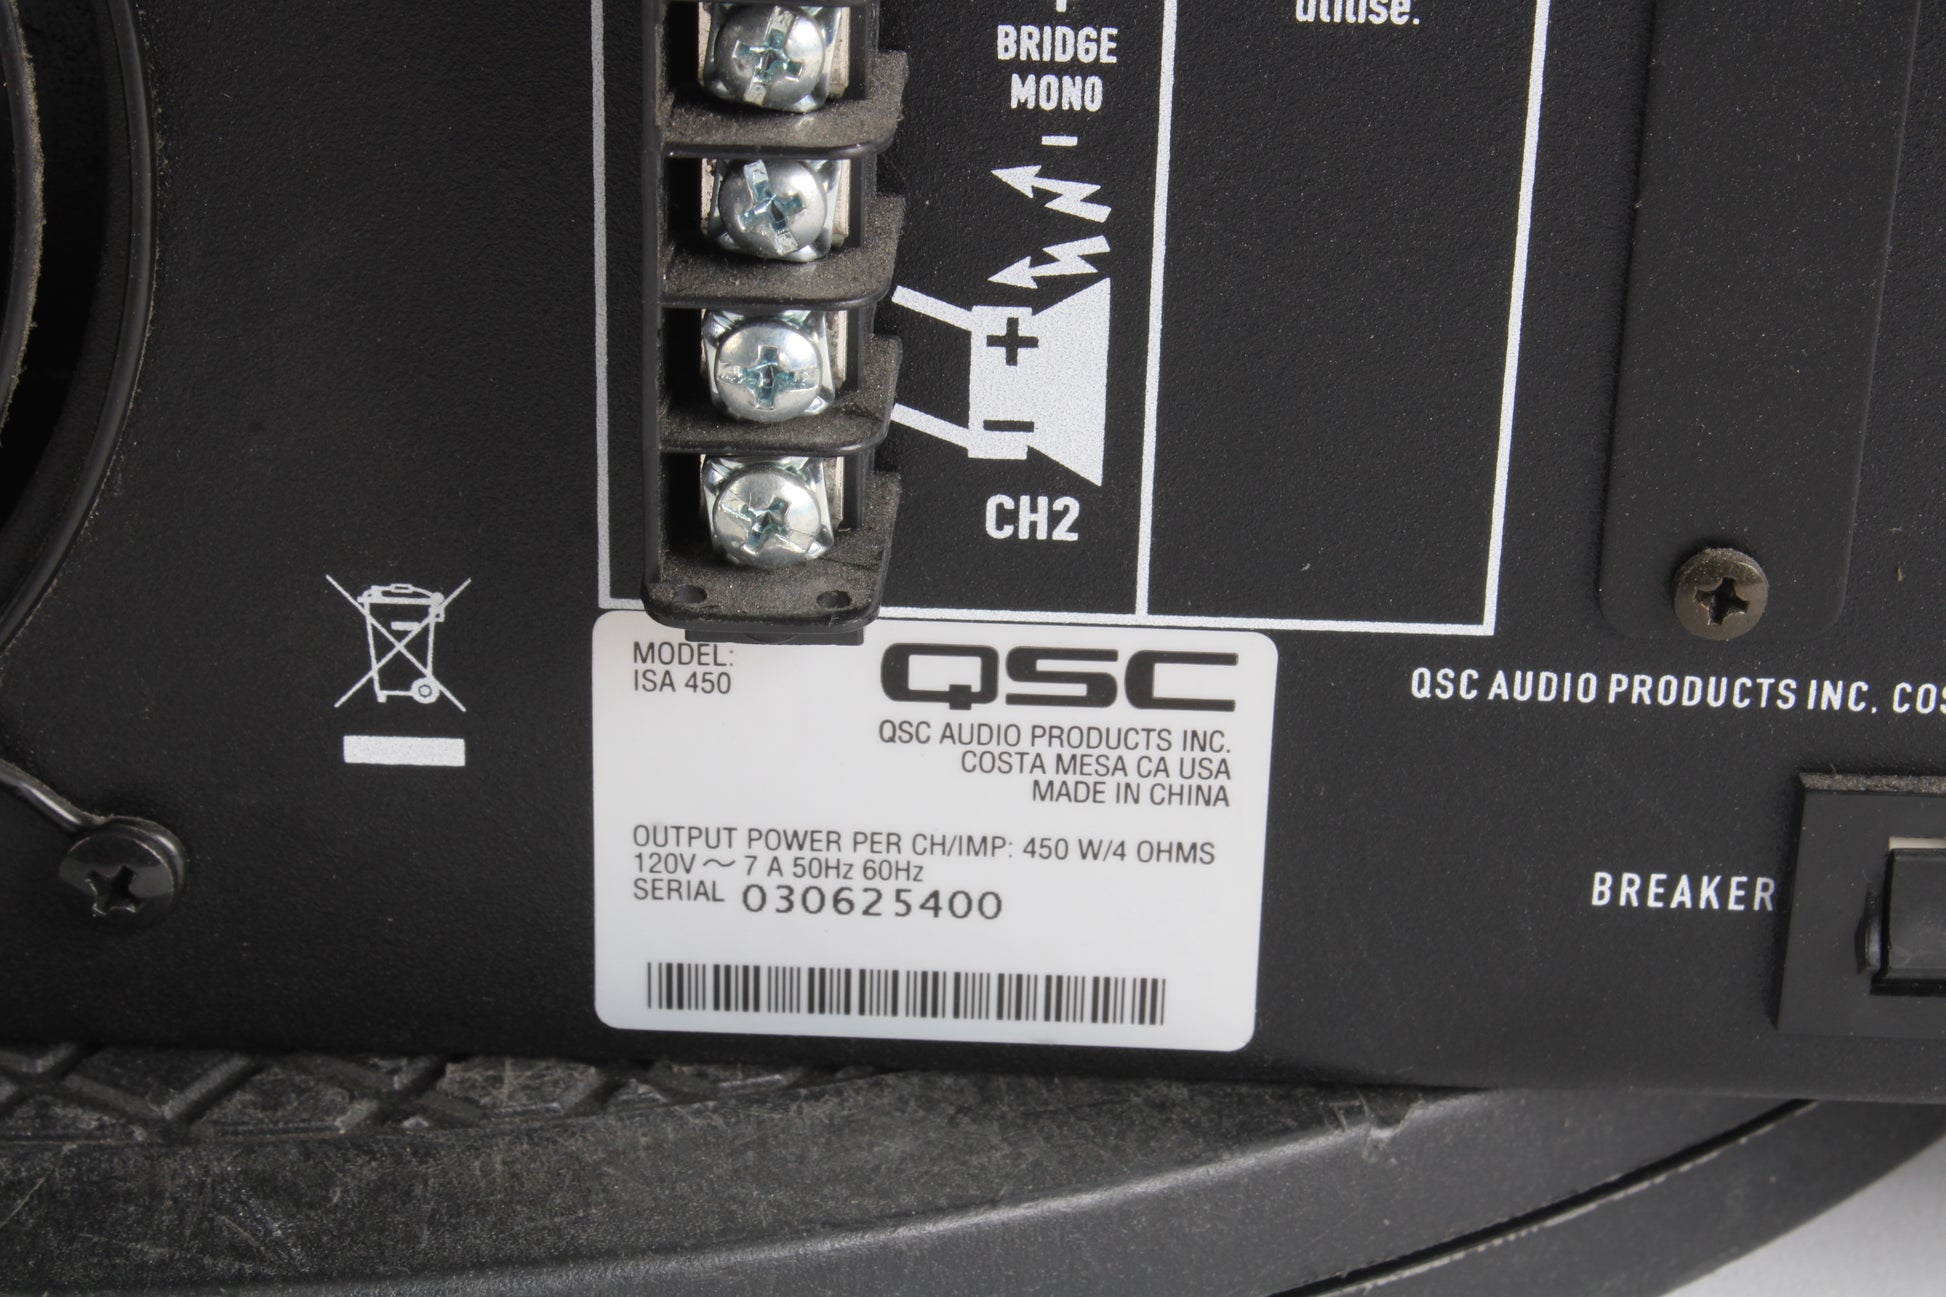 utilise.
+
BRIDGE
MONO
-
+
-
CH2
MODEL:
ISA 450
QSC
QSC AUDIO PRODUCTS INC.
COSTA MESA CA USA
MADE IN CHINA
OUTPUT POWER PER CH/IMP: 450 W/4 OHMS
120V ~ 7 A 50Hz 60Hz
SERIAL 030625400
QSC AUDIO PRODUCTS INC. COS
BREAKER